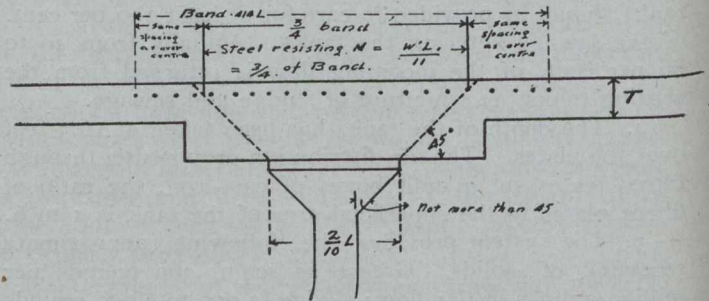 Band .414L
same spacing as over centre
3/4 band
same spacing as over centre
Steel resisting. M = W'L,/11
= 3/4. of Band.
T
45°
Not more than 45
2/10 L